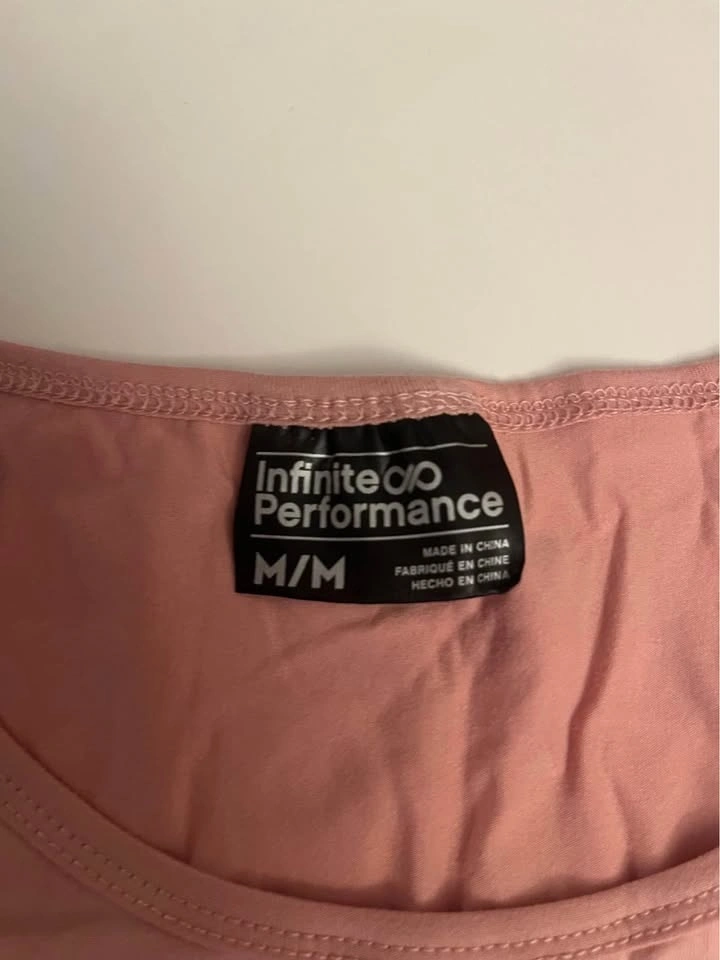 Infinite
Performance
M/M
MADE IN CHINA
FABRIQUÉ EN CHINE
HECHO EN CHINA